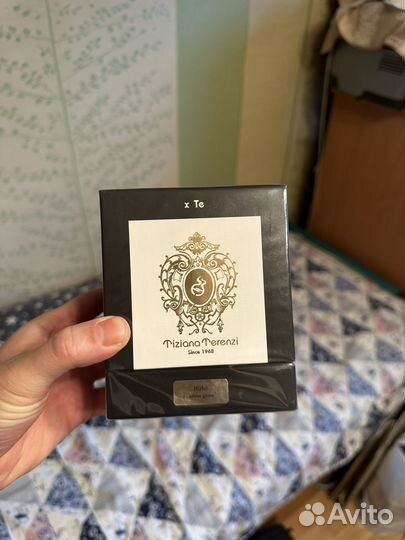 x Te
Tiziana Terenzi
Since 1968
Avito